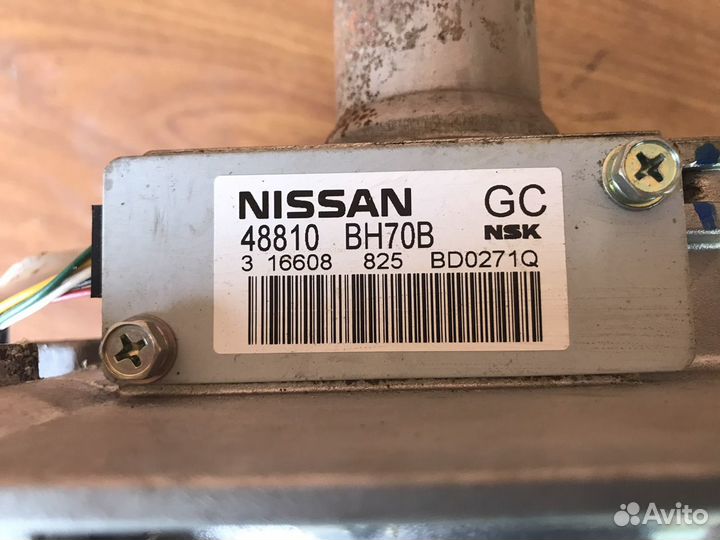 NISSAN GC
48810 BH70B NSK
3 16608 825 BD0271Q
Avito